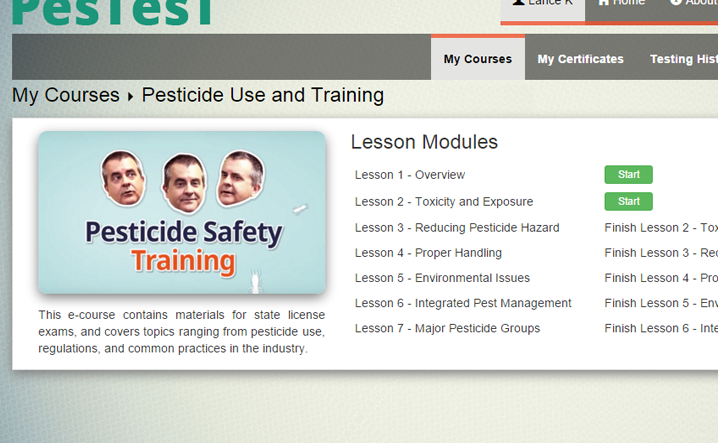 PesTesT
Lance K Home About
My Courses My Certificates Testing Hist
My Courses Pesticide Use and Training
Pesticide Safety
Training
This e-course contains materials for state license
exams, and covers topics ranging from pesticide use,
regulations, and common practices in the industry.
Lesson Modules
Lesson 1 - Overview Start
Lesson 2 - Toxicity and Exposure Start
Lesson 3 - Reducing Pesticide Hazard Finish Lesson 2 - Tox
Lesson 4 - Proper Handling Finish Lesson 3 - Red
Lesson 5 - Environmental Issues Finish Lesson 4 - Pro
Lesson 6 - Integrated Pest Management Finish Lesson 5 - Env
Lesson 7 - Major Pesticide Groups Finish Lesson 6 - Inte